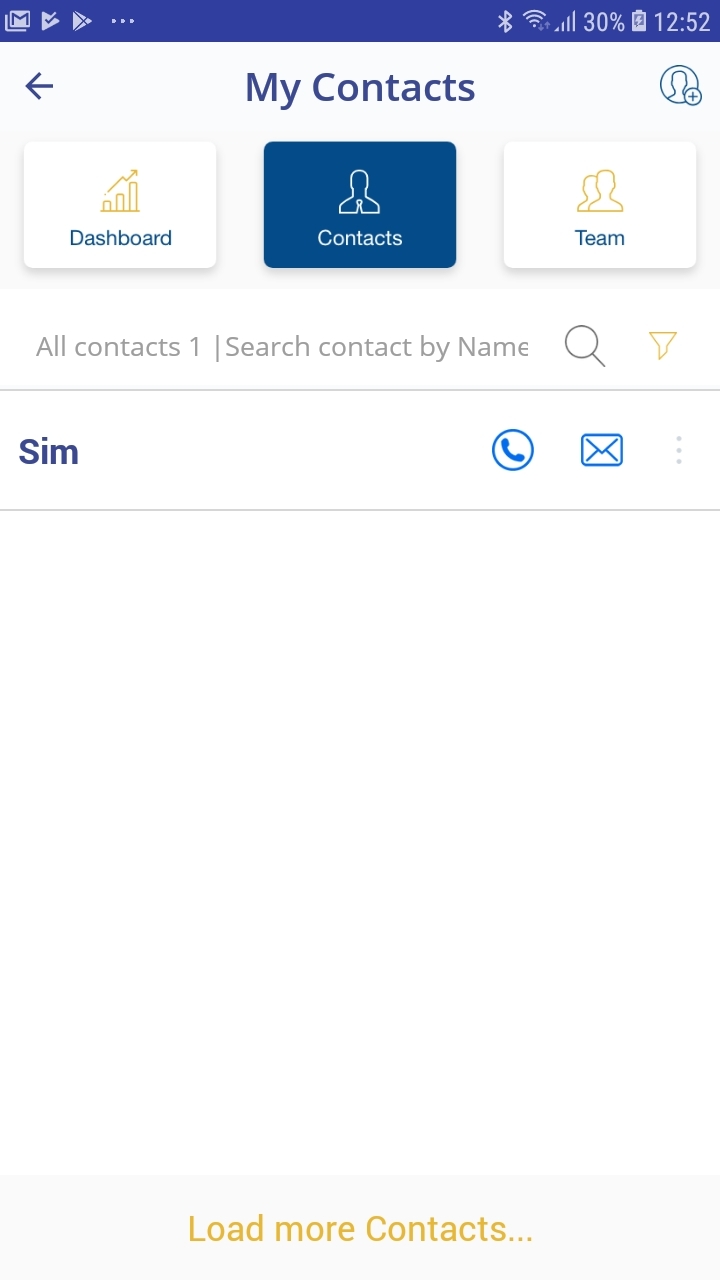 30% 12:52
My Contacts
Dashboard
Contacts
Team
All contacts 1 |Search contact by Name
Sim
Load more Contacts...